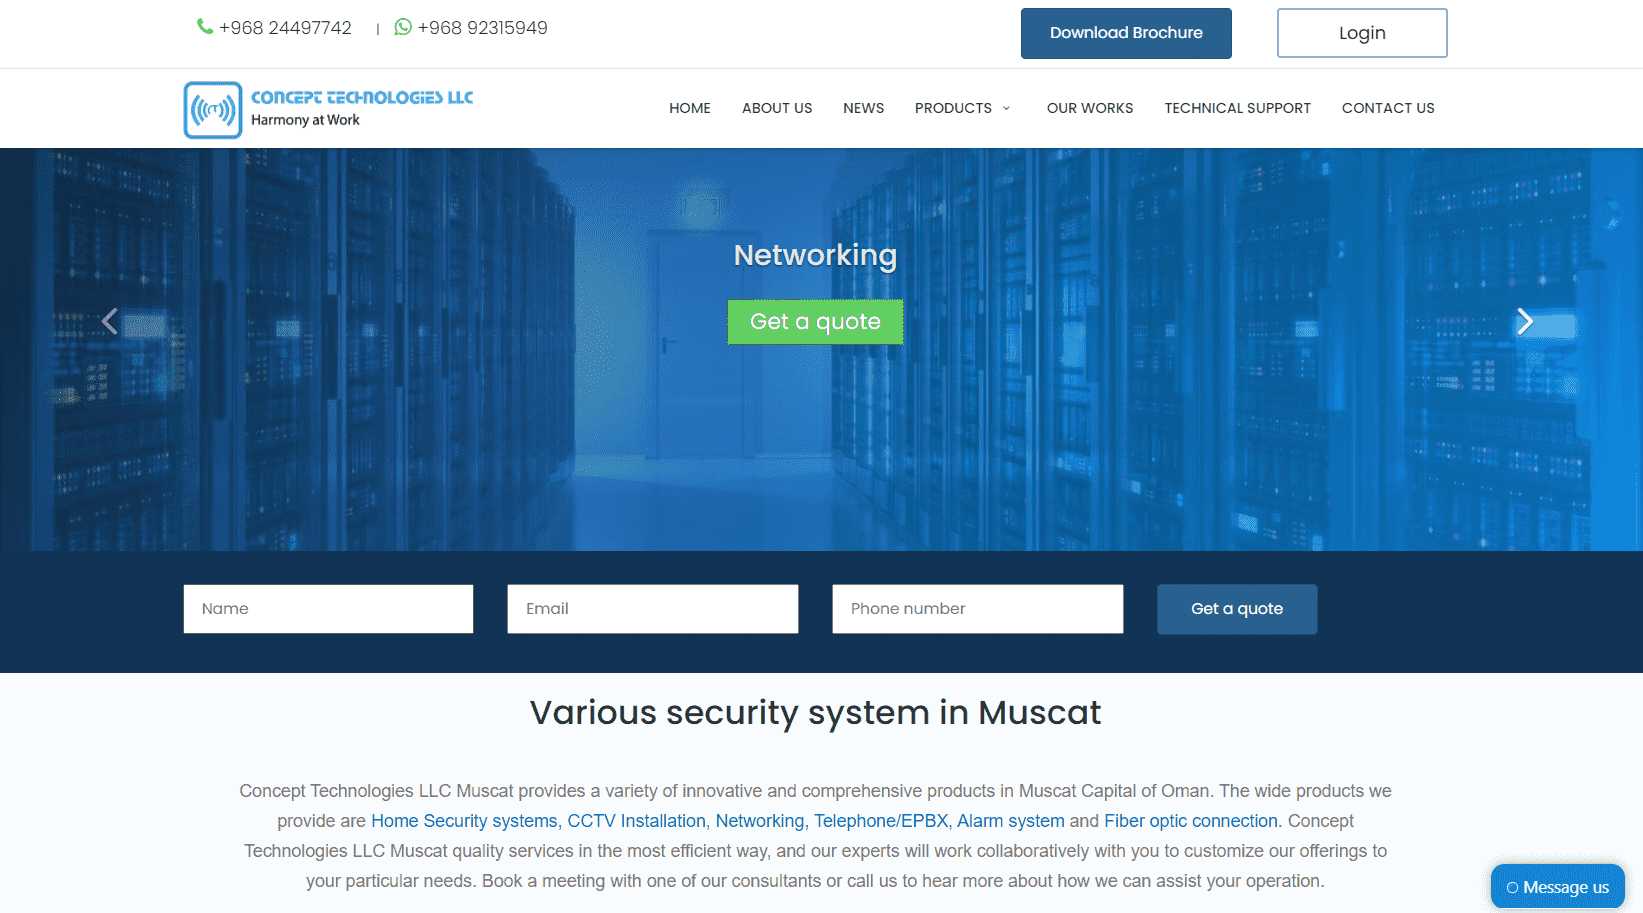 +968 24497742 | +968 92315949
Download Brochure
Login
CONCEPT TECHNOLOGIES LLC
Harmony at Work
HOME ABOUT US NEWS PRODUCTS OUR WORKS TECHNICAL SUPPORT CONTACT US
Networking
Get a quote
Name
Email
Phone number
Get a quote
Various security system in Muscat
Concept Technologies LLC Muscat provides a variety of innovative and comprehensive products in Muscat Capital of Oman. The wide products we
provide are Home Security systems, CCTV Installation, Networking, Telephone/EPBX, Alarm system and Fiber optic connection. Concept
Technologies LLC Muscat quality services in the most efficient way, and our experts will work collaboratively with you to customize our offerings to
your particular needs. Book a meeting with one of our consultants or call us to hear more about how we can assist your operation.
Message us